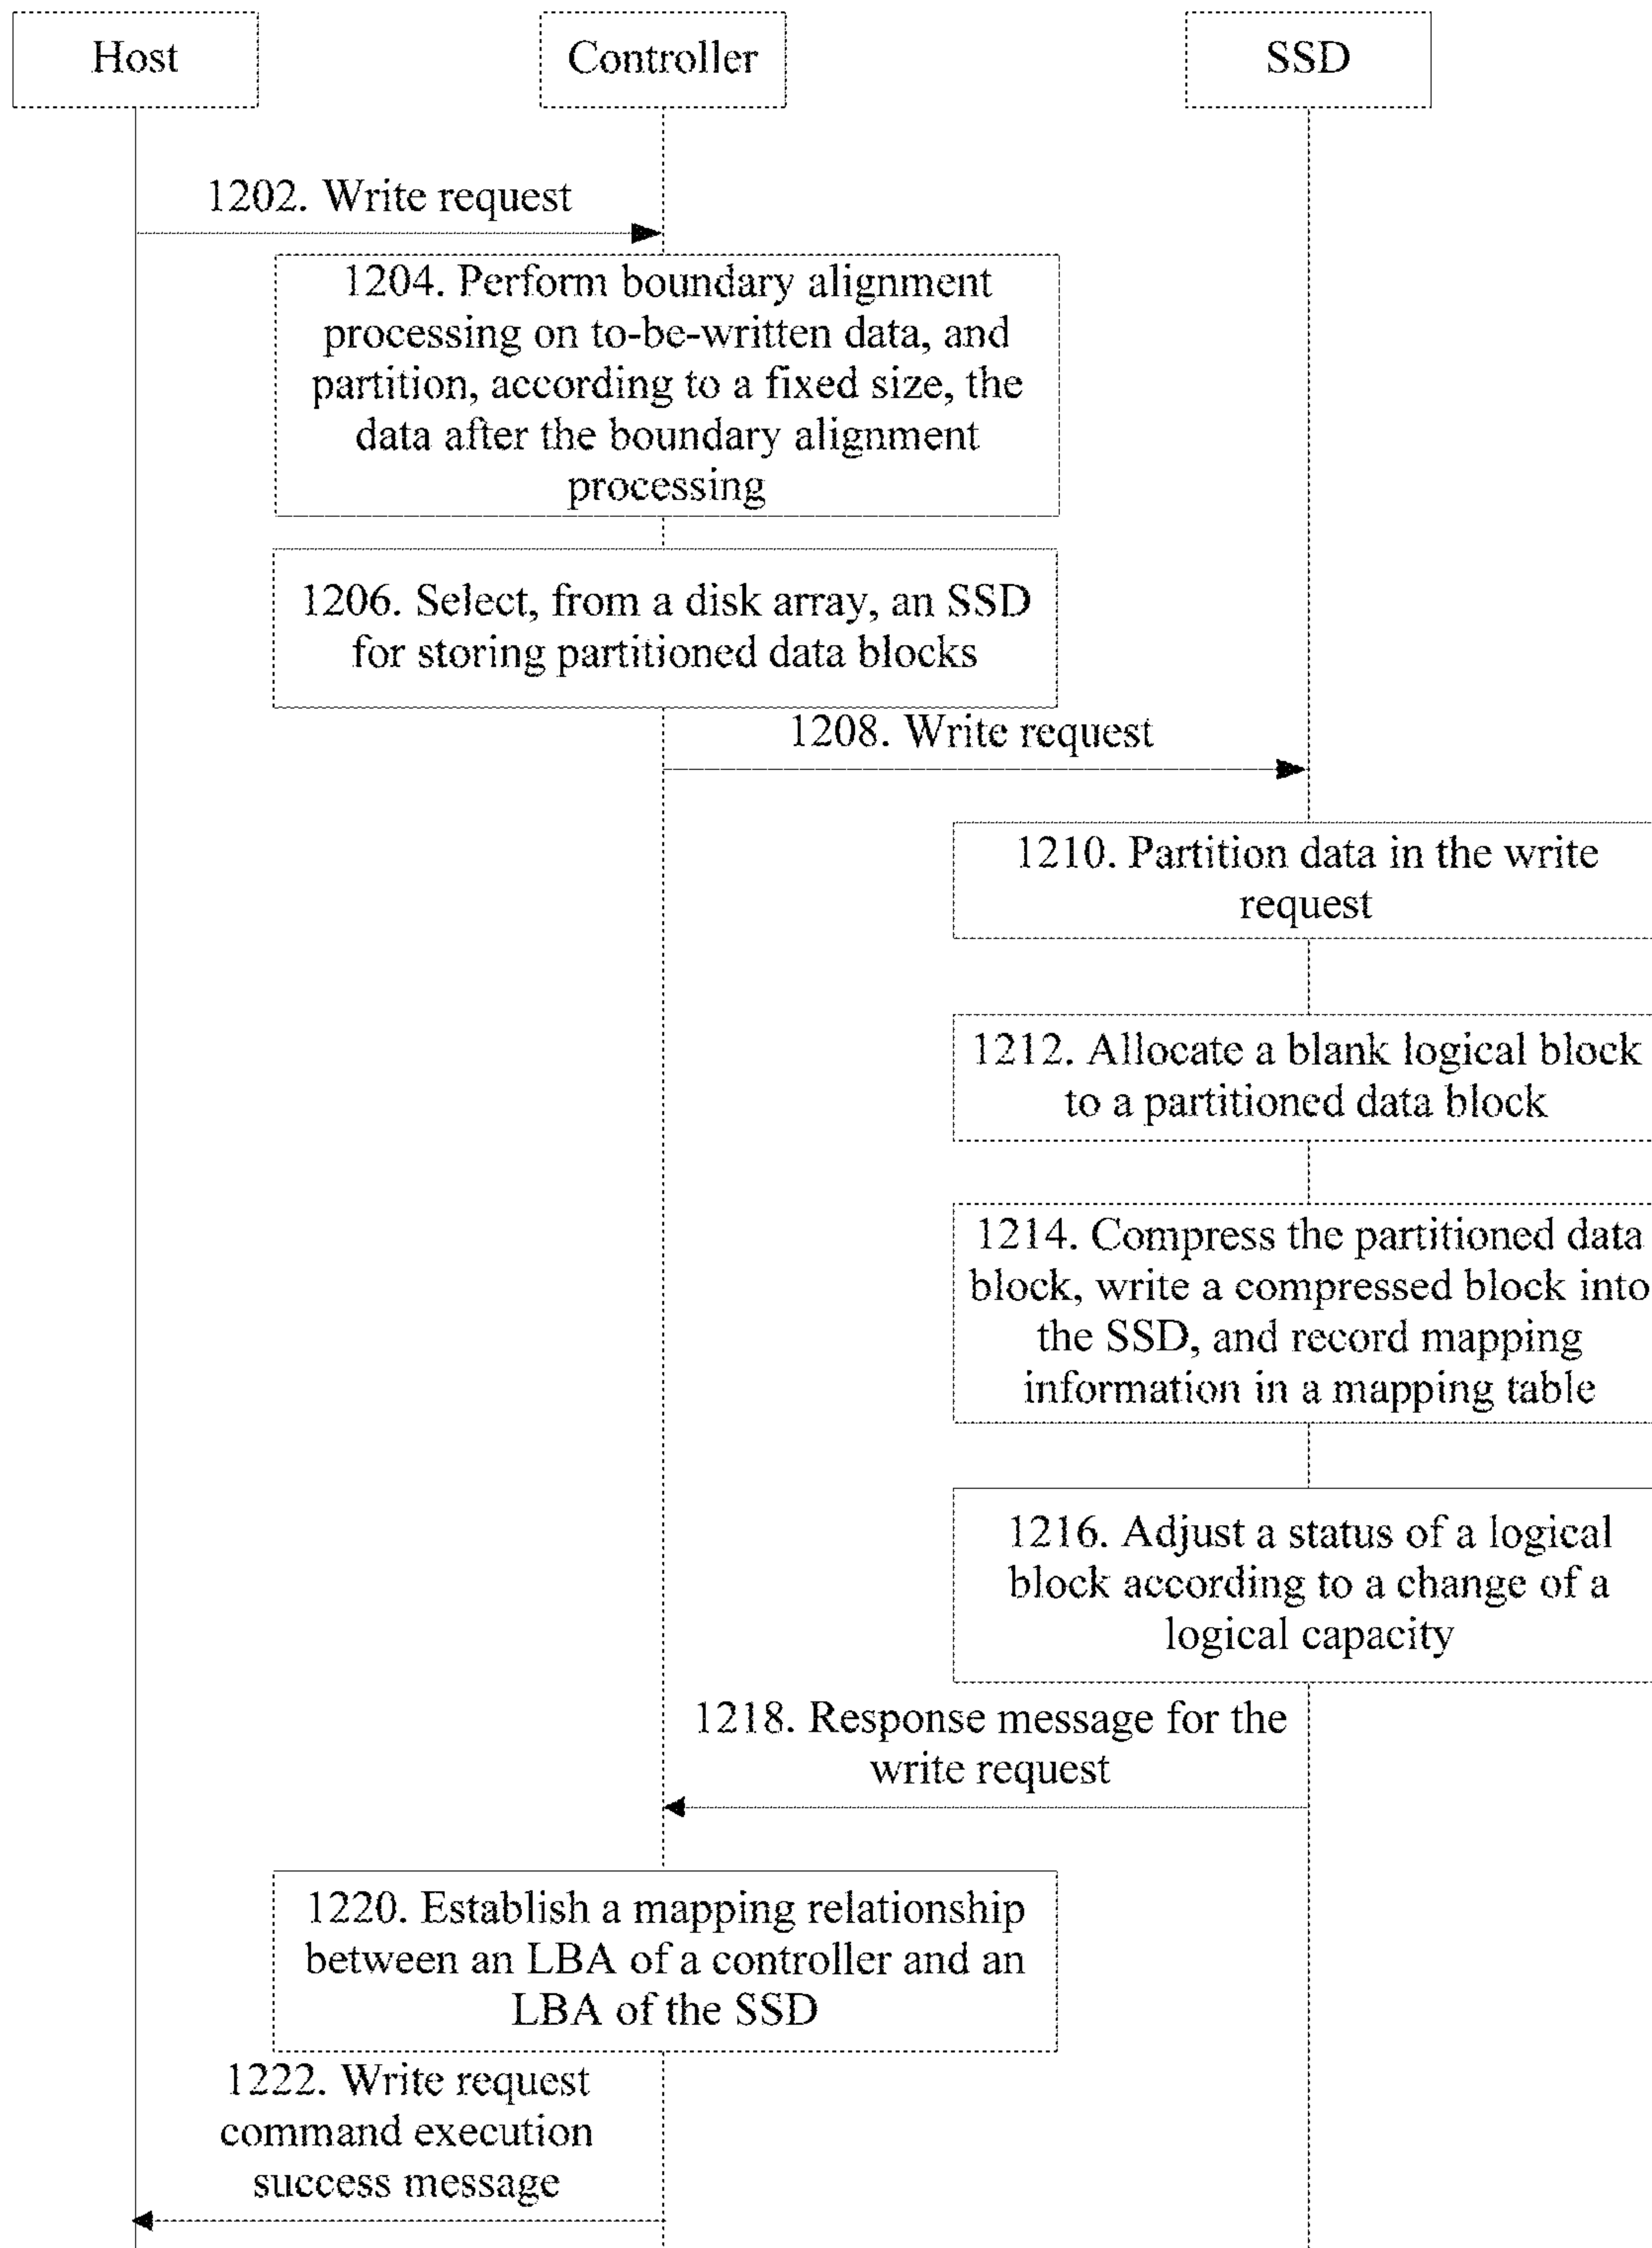 Host
Controller
SSD
1202. Write request
1204. Perform boundary alignment
processing on to-be-written data, and
partition, according to a fixed size, the
data after the boundary alignment
processing
1206. Select, from a disk array, an SSD
for storing partitioned data blocks
1208. Write request
1210. Partition data in the write
request
1212. Allocate a blank logical block
to a partitioned data block
1214. Compress the partitioned data
block, write a compressed block into
the SSD, and record mapping
information in a mapping table
1216. Adjust a status of a logical
block according to a change of a
logical capacity
1218. Response message for the
write request
1220. Establish a mapping relationship
between an LBA of a controller and an
LBA of the SSD
1222. Write request
command execution
success message